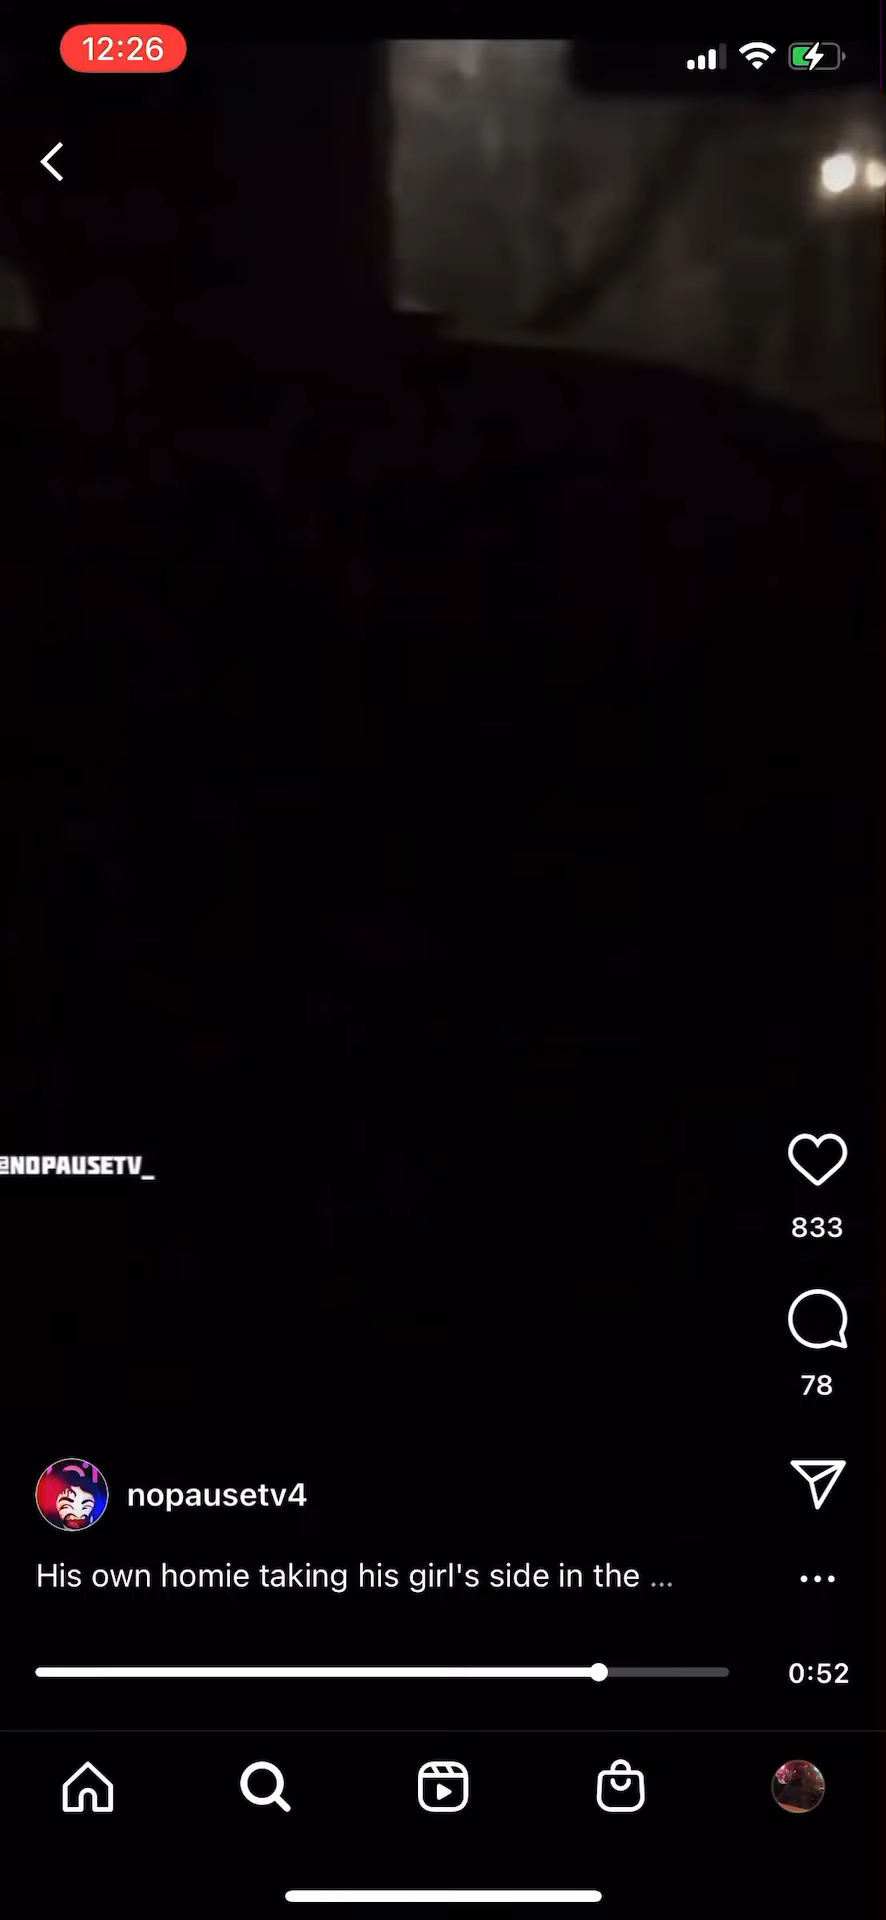 12:26
@NOPAUSETV_
833
78
nopausetv4
His own homie taking his girl's side in the ...
0:52